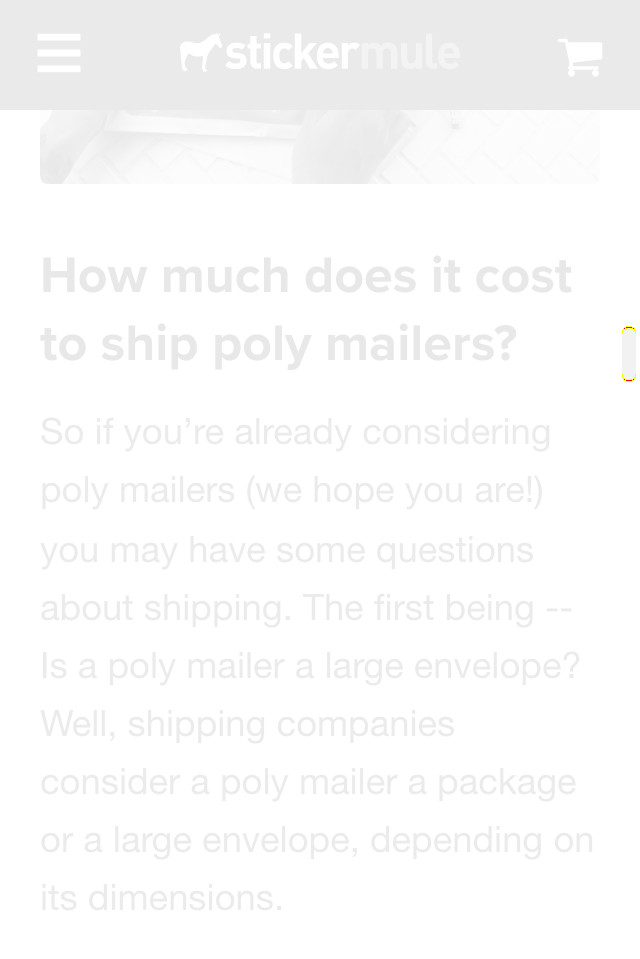 stickermule
How much does it cost
to ship poly mailers?
So if you’re already considering
poly mailers (we hope you are!)
you may have some questions
about shipping. The first being --
Is a poly mailer a large envelope?
Well, shipping companies
consider a poly mailer a package
or a large envelope, depending on
its dimensions.